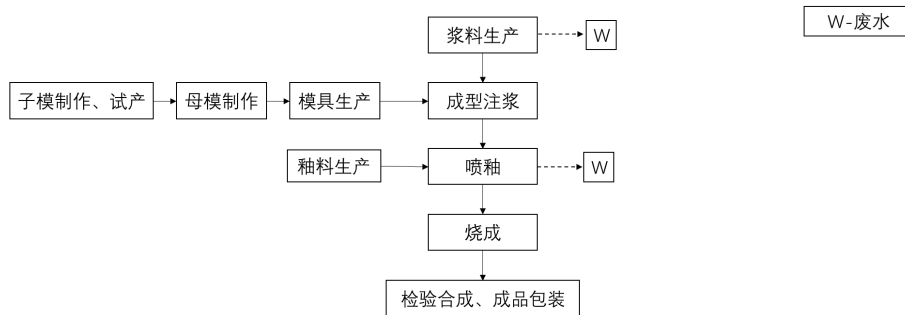 浆料生产
W
W-废水
子模制作、试产
母模制作
模具生产
成型注浆
釉料生产
喷釉
W
烧成
检验合成、成品包装